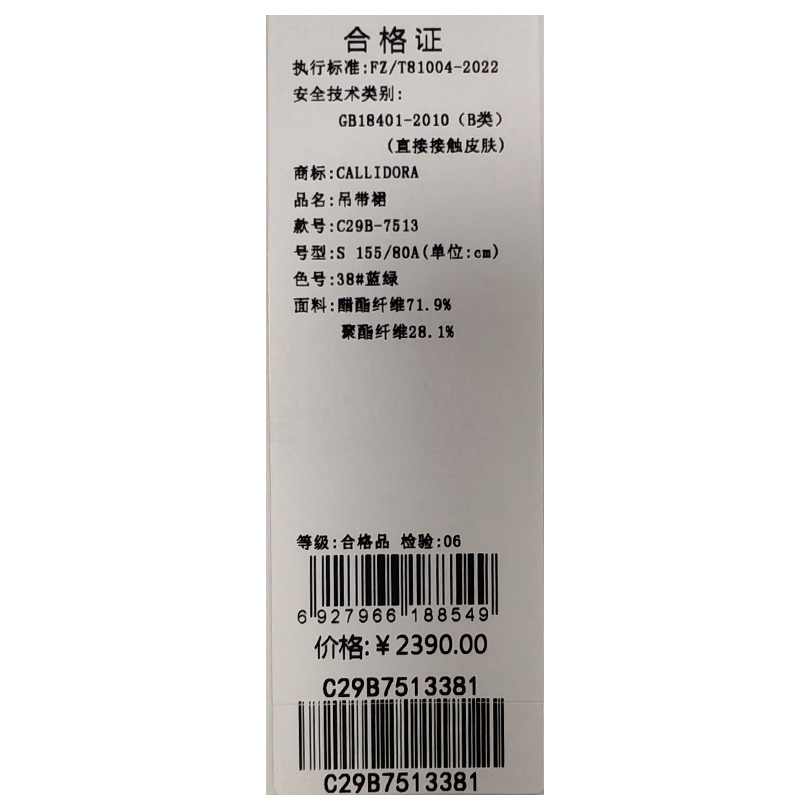 合格证
执行标准:FZ/T81004-2022
安全技术类别:
GB18401-2010（B类）
(直接接触皮肤)
商标:CALLIDORA
品名:吊带裙
款号:C29B-7513
号型:S 155/80A(单位:cm)
色号:38#蓝绿
面料:醋酯纤维71.9%
聚酯纤维28.1%
等级:合格品 检验:06
6 927966 188549
价格:￥2390.00
C29B7513381
C29B7513381